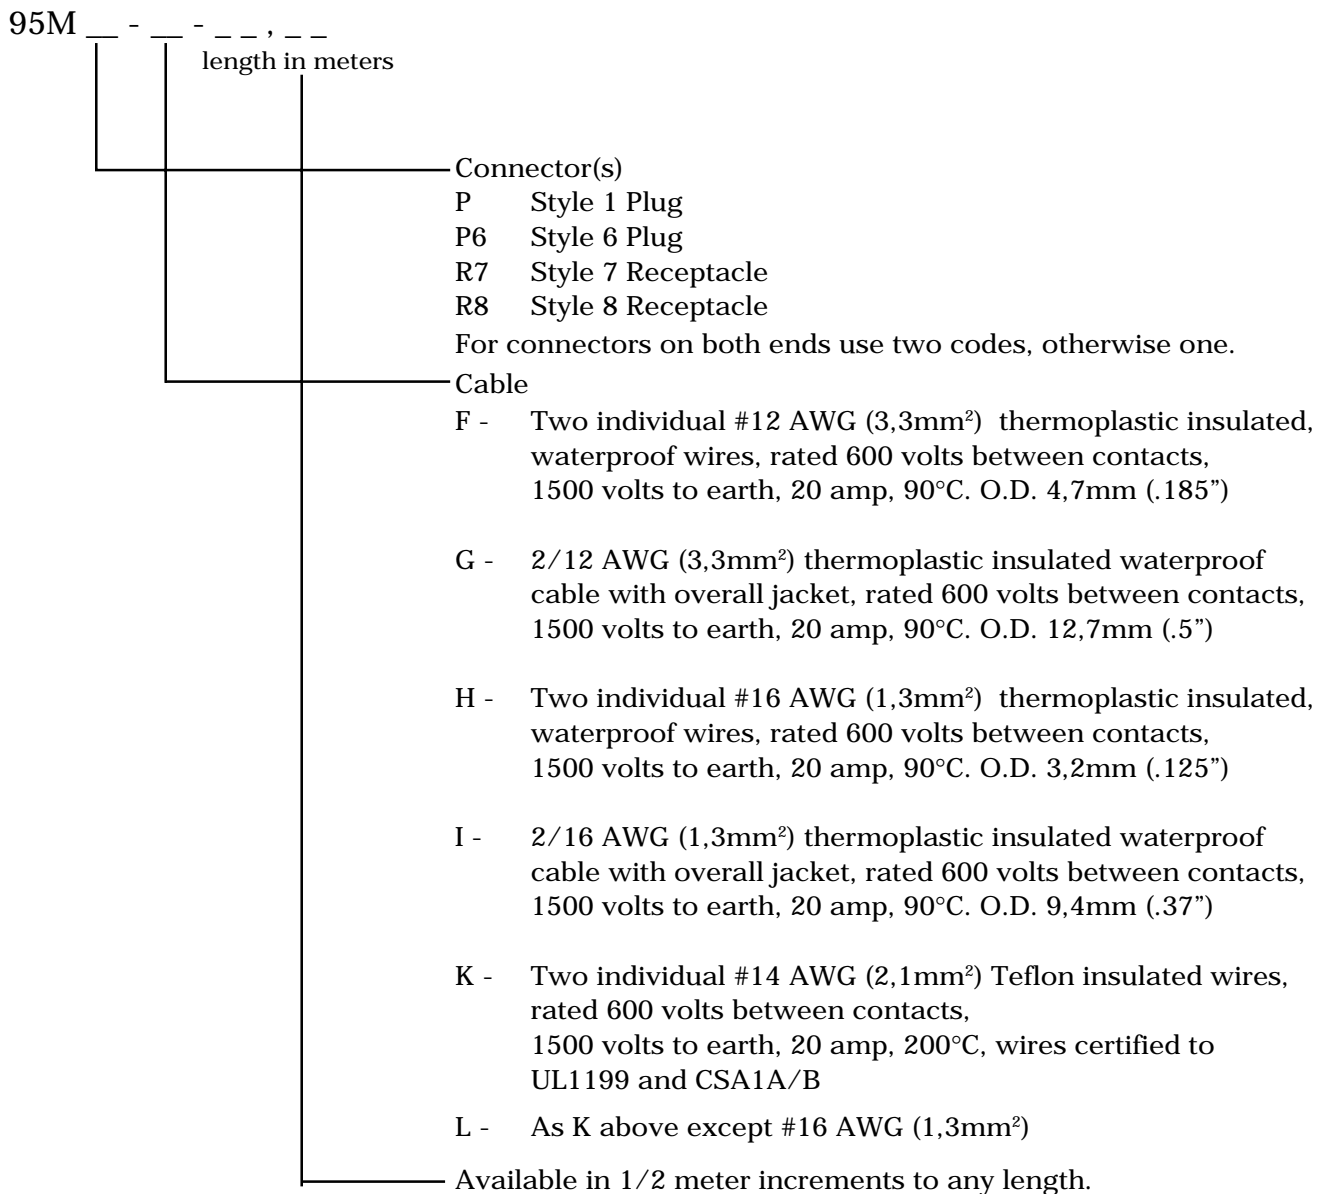 95M __ - __ - _ _ , _ _
length in meters
Connector(s)
P Style 1 Plug
P6 Style 6 Plug
R7 Style 7 Receptacle
R8 Style 8 Receptacle
For connectors on both ends use two codes, otherwise one.
Cable
F - Two individual #12 AWG (3,3mm²) thermoplastic insulated,
waterproof wires, rated 600 volts between contacts,
1500 volts to earth, 20 amp, 90°C. O.D. 4,7mm (.185”)
G - 2/12 AWG (3,3mm²) thermoplastic insulated waterproof
cable with overall jacket, rated 600 volts between contacts,
1500 volts to earth, 20 amp, 90°C. O.D. 12,7mm (.5”)
H - Two individual #16 AWG (1,3mm²) thermoplastic insulated,
waterproof wires, rated 600 volts between contacts,
1500 volts to earth, 20 amp, 90°C. O.D. 3,2mm (.125”)
I - 2/16 AWG (1,3mm²) thermoplastic insulated waterproof
cable with overall jacket, rated 600 volts between contacts,
1500 volts to earth, 20 amp, 90°C. O.D. 9,4mm (.37”)
K - Two individual #14 AWG (2,1mm²) Teflon insulated wires,
rated 600 volts between contacts,
1500 volts to earth, 20 amp, 200°C, wires certified to
UL1199 and CSA1A/B
L - As K above except #16 AWG (1,3mm²)
Available in 1/2 meter increments to any length.